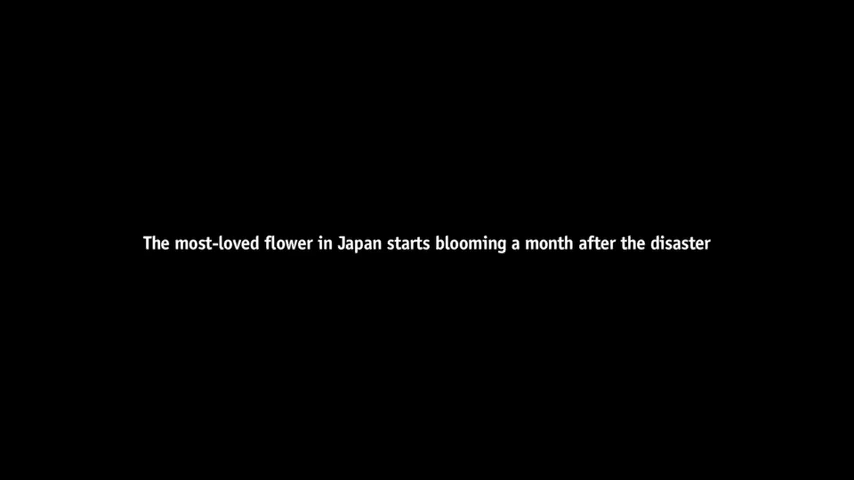 The most-loved flower in Japan starts blooming a month after the disaster